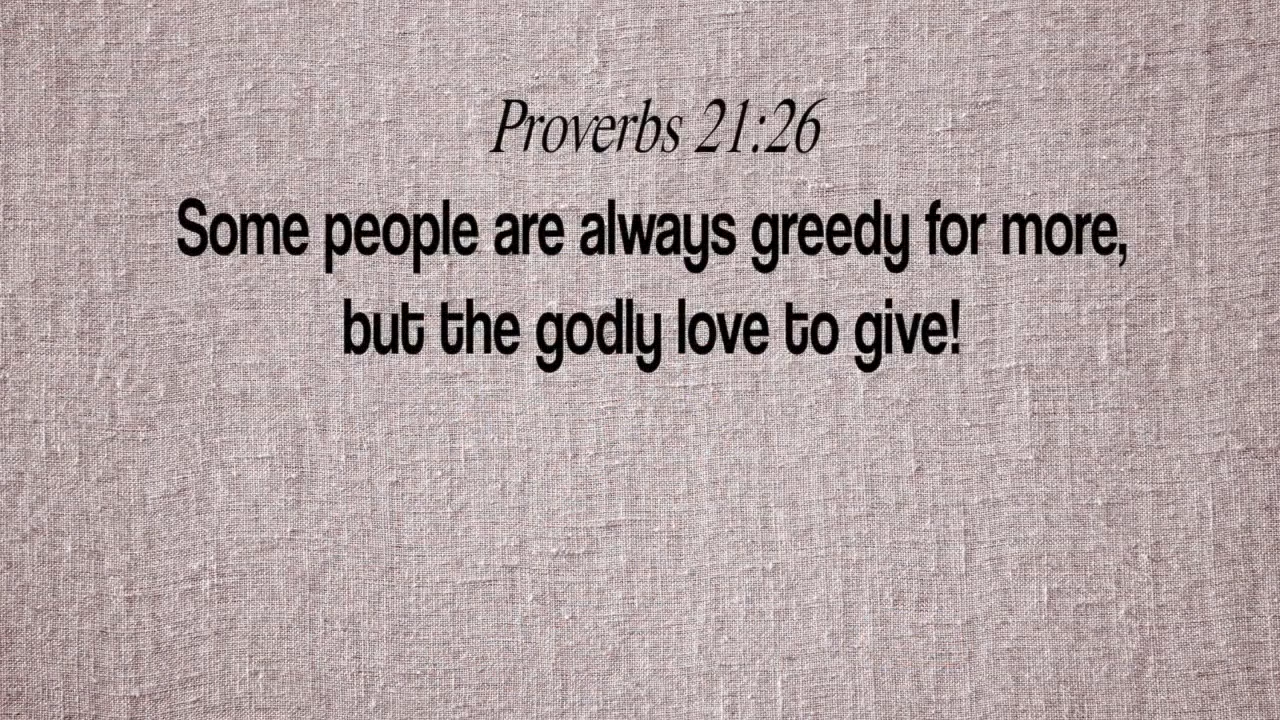 Proverbs 21:26
Some people are always greedy for more,
but the godly love to give!